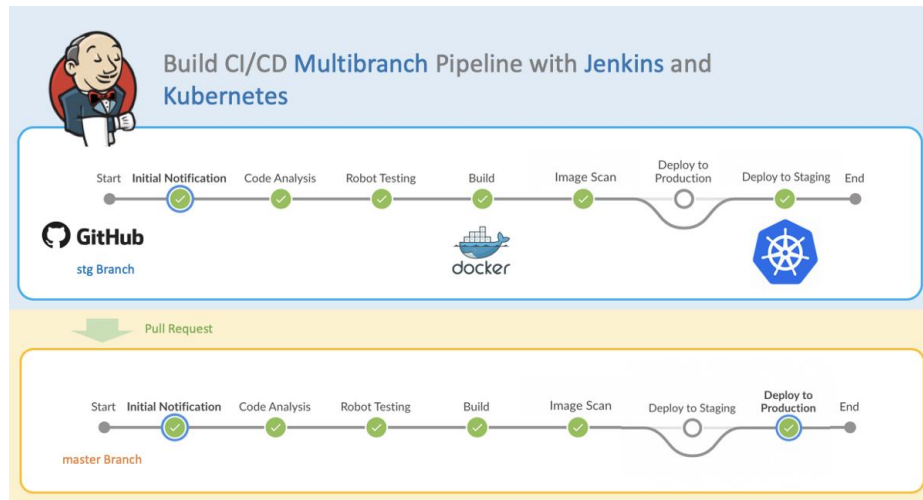 Build CI/CD Multibranch Pipeline with Jenkins and
Kubernetes
Start
Initial Notification
Code Analysis
Robot Testing
Build
Image Scan
Deploy to
Production
Deploy to Staging
End
GitHub
stg Branch
docker
Pull Request
Start
Initial Notification
Code Analysis
Robot Testing
Build
Image Scan
Deploy to Staging
Deploy to
Production
End
master Branch